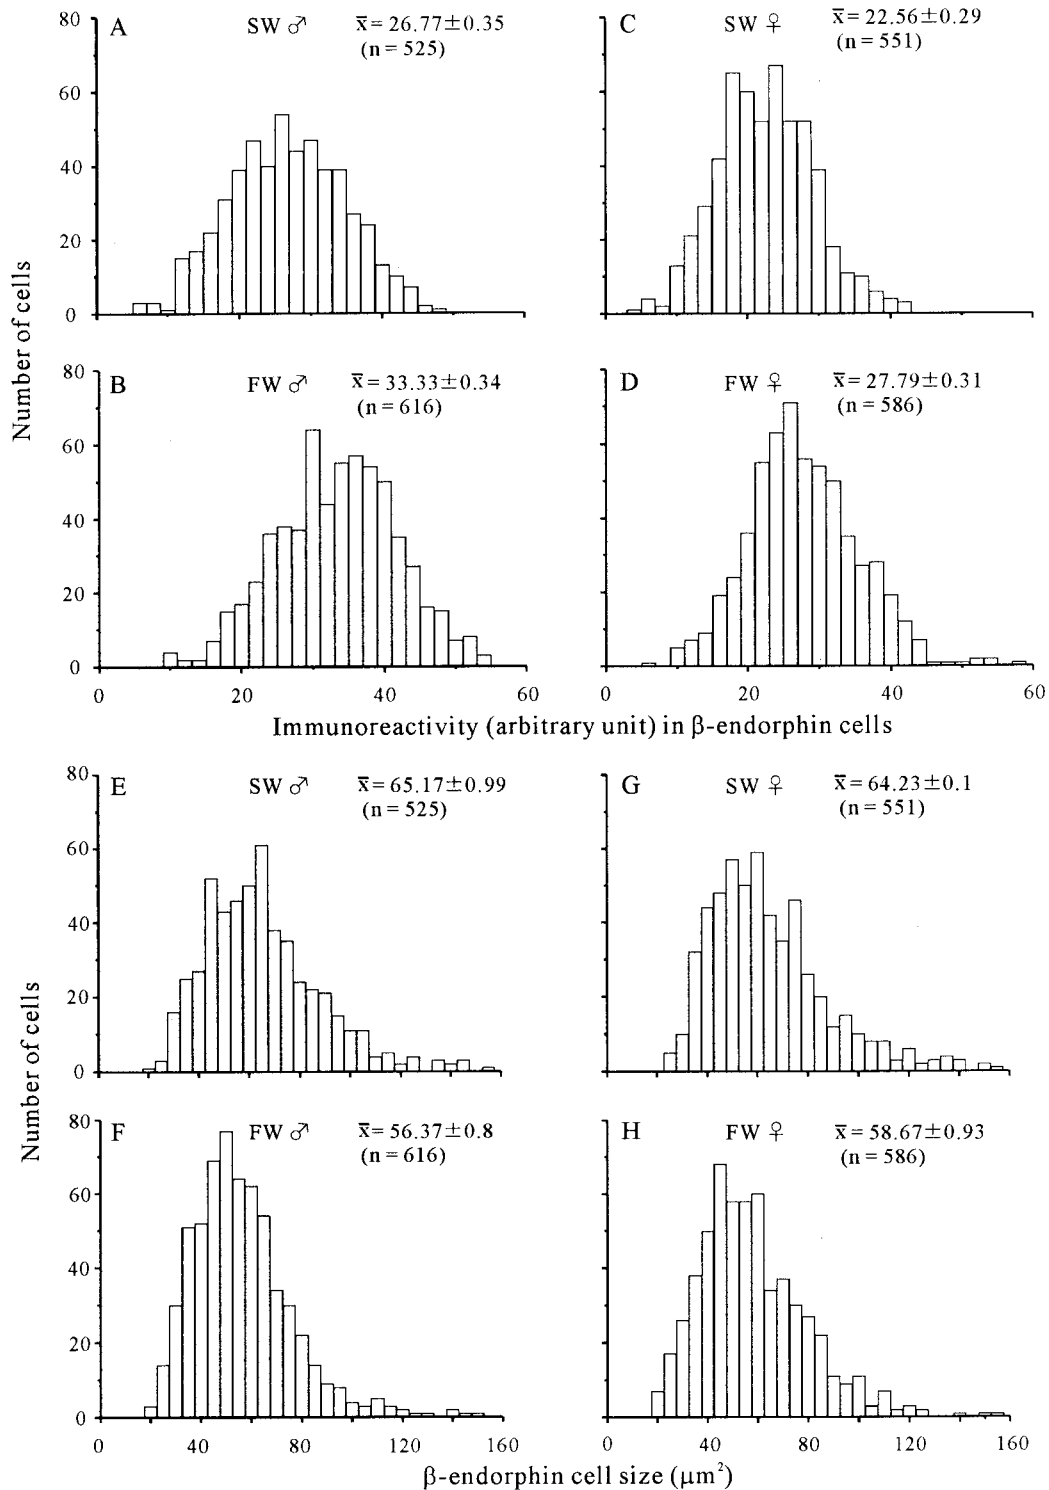 80
A
SW ♂
x̄ = 26.77±0.35
(n = 525)
60
40
20
0
C
SW ♀
x̄ = 22.56±0.29
(n = 551)
Number of cells
80
B
FW ♂
x̄ = 33.33±0.34
(n = 616)
60
40
20
0
D
FW ♀
x̄ = 27.79±0.31
(n = 586)
0 20 40 60
0 20 40 60
Immunoreactivity (arbitrary unit) in β-endorphin cells
80
E
SW ♂
x̄ = 65.17±0.99
(n = 525)
60
40
20
0
G
SW ♀
x̄ = 64.23±0.1
(n = 551)
Number of cells
80
F
FW ♂
x̄ = 56.37±0.8
(n = 616)
60
40
20
0
H
FW ♀
x̄ = 58.67±0.93
(n = 586)
0 40 80 120 160
0 40 80 120 160
β-endorphin cell size (μm²)